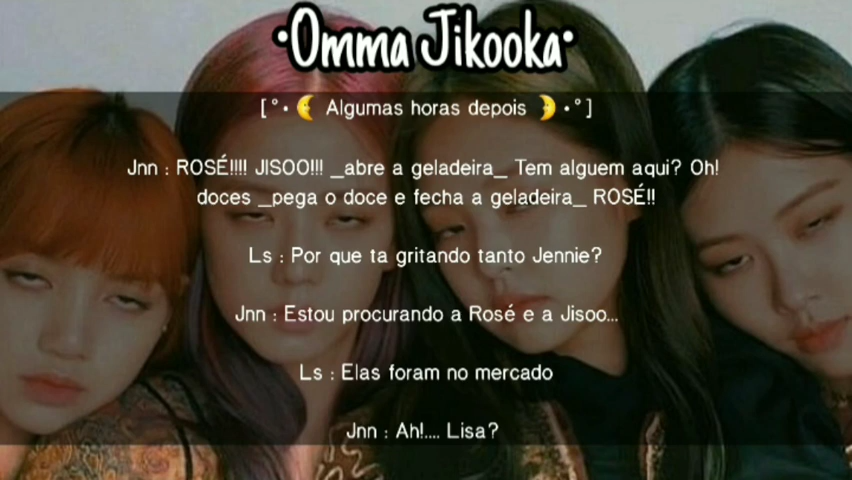 •Omma Jikooka•
[°•🌜 Algumas horas depois 🌛•°]
Jnn : ROSÉ!!!! JISOO!!! _abre a geladeira_ Tem alguem aqui? Oh!
doces _pega o doce e fecha a geladeira_ ROSÉ!!
Ls : Por que ta gritando tanto Jennie?
Jnn : Estou procurando a Rosé e a Jisoo...
Ls : Elas foram no mercado
Jnn : Ah!.... Lisa?